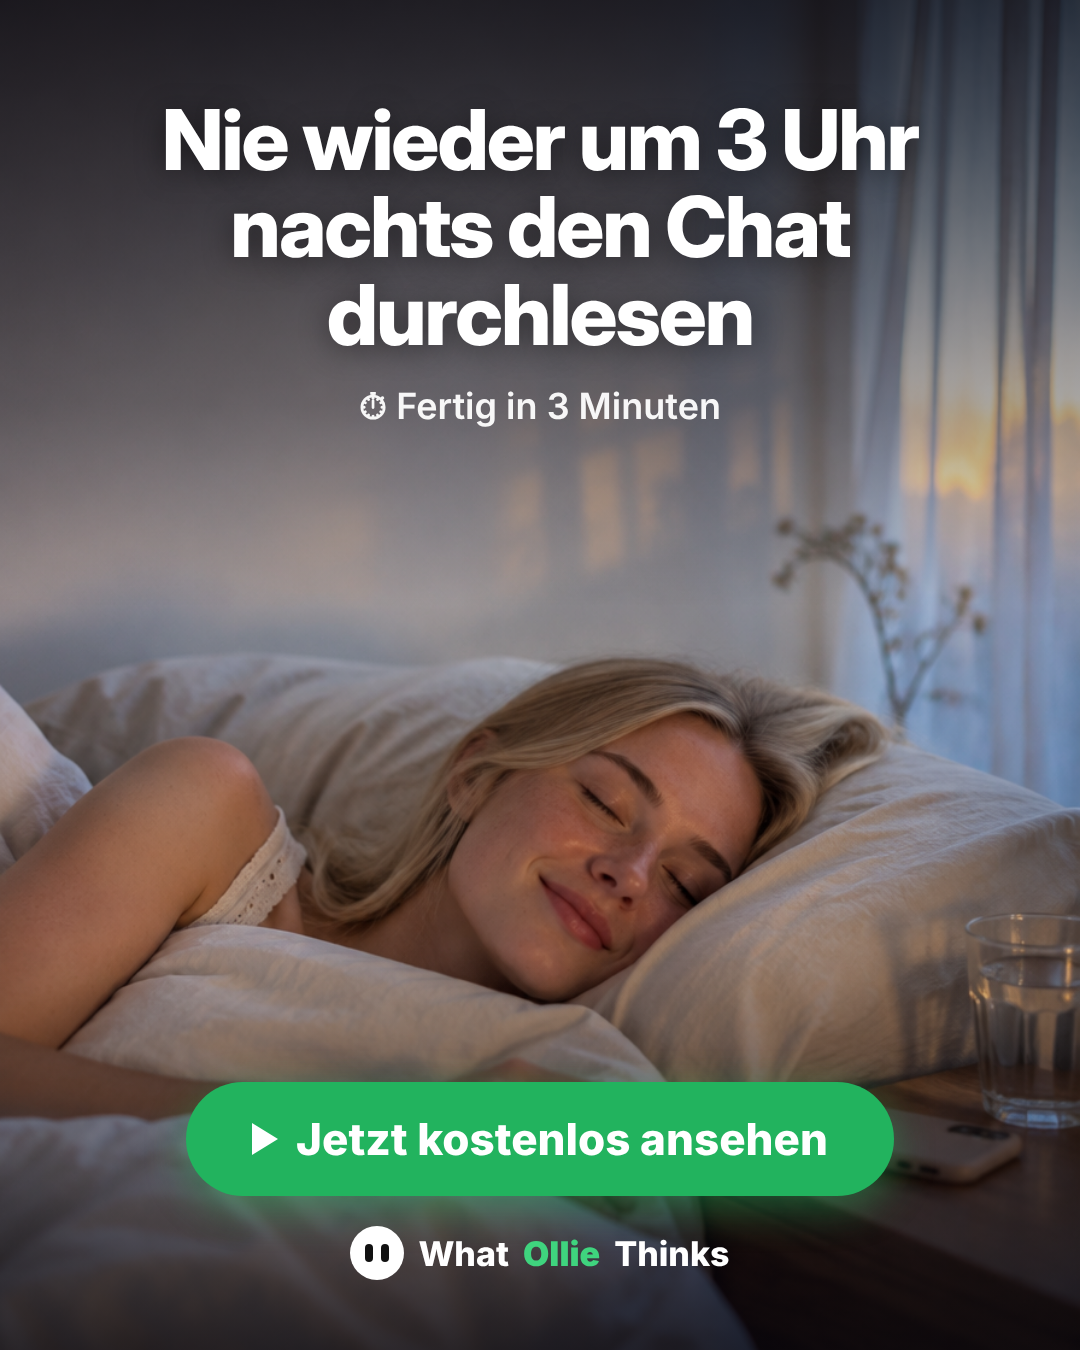 Nie wieder um 3 Uhr
nachts den Chat
durchlesen
⏱ Fertig in 3 Minuten
Jetzt kostenlos ansehen
What Ollie Thinks